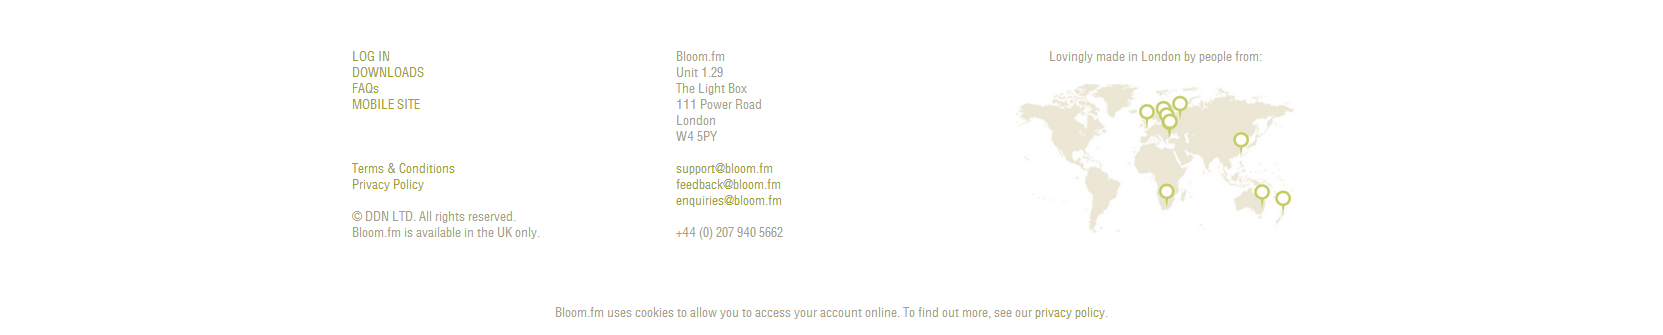 LOG IN
DOWNLOADS
FAQs
MOBILE SITE
Terms & Conditions
Privacy Policy
© DDN LTD. All rights reserved.
Bloom.fm is available in the UK only.
Bloom.fm
Unit 1.29
The Light Box
111 Power Road
London
W4 5PY
support@bloom.fm
feedback@bloom.fm
enquiries@bloom.fm
+44 (0) 207 940 5662
Lovingly made in London by people from:
Bloom.fm uses cookies to allow you to access your account online. To find out more, see our privacy policy.